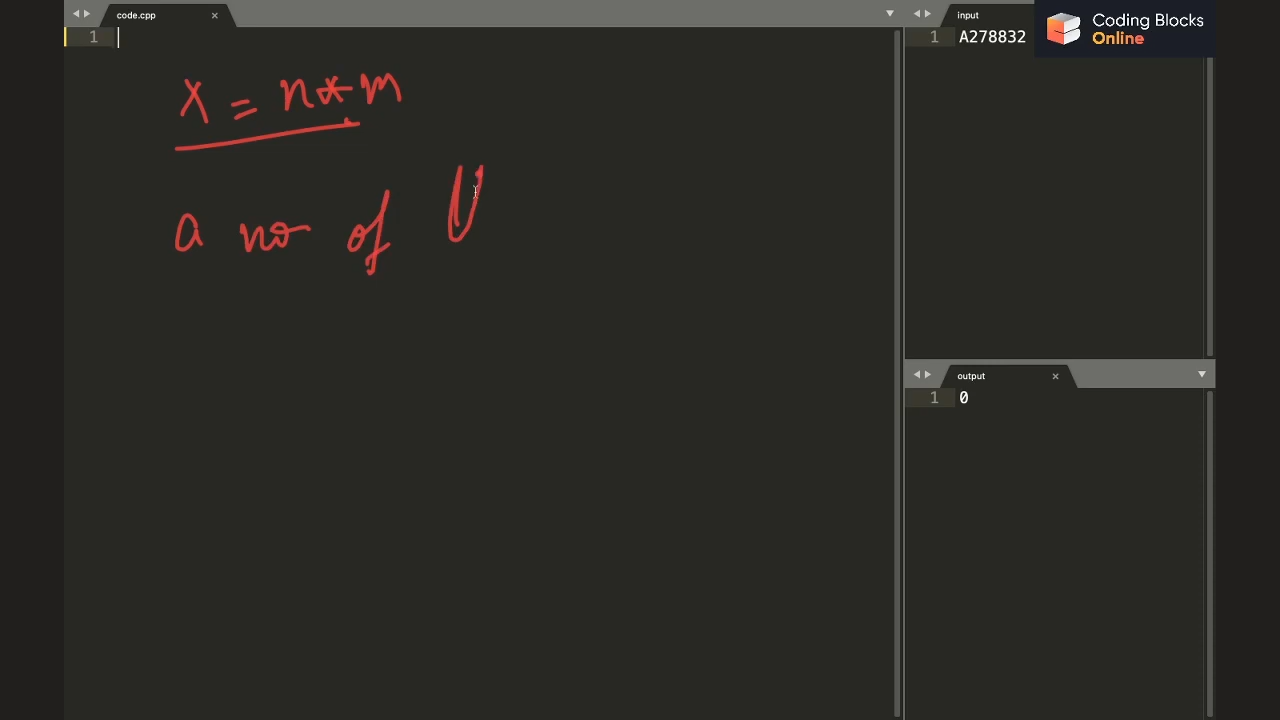 code.cpp
1
X = n*m
a no of
input
1 A278832
Coding Blocks
Online
output
1 0